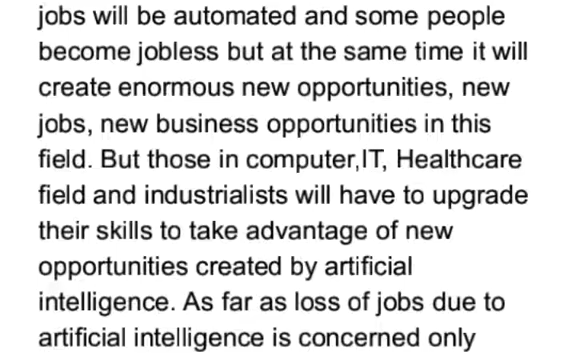 jobs will be automated and some people
become jobless but at the same time it will
create enormous new opportunities, new
jobs, new business opportunities in this
field. But those in computer,IT, Healthcare
field and industrialists will have to upgrade
their skills to take advantage of new
opportunities created by artificial
intelligence. As far as loss of jobs due to
artificial intelligence is concerned only